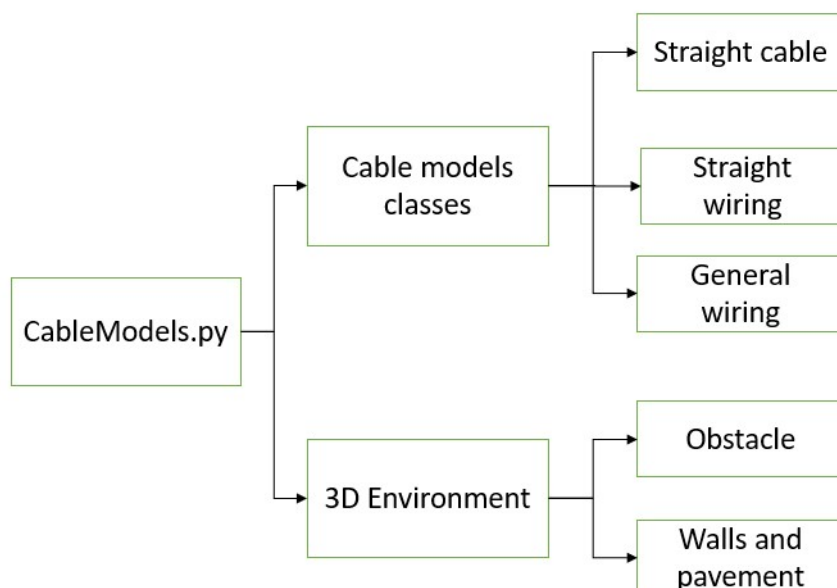 Straight cable
Cable models
classes
Straight
wiring
General
wiring
CableModels.py
Obstacle
3D Environment
Walls and
pavement